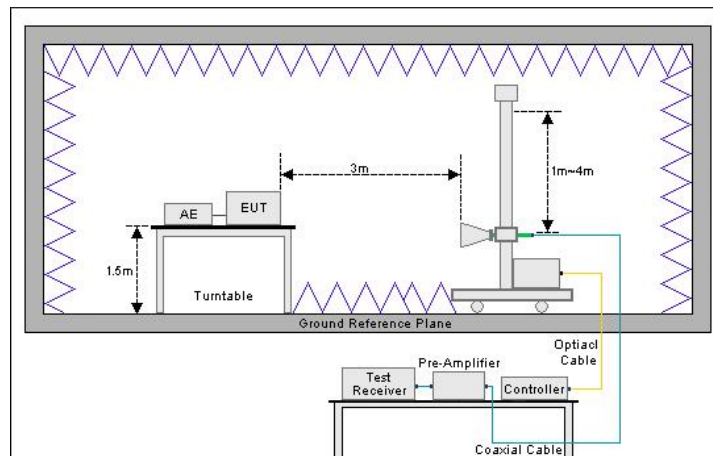 3m
1m~4m
AE
EUT
1.5m
Turntable
Ground Reference Plane
Optiacl
Cable
Pre-Amplifier
Test
Receiver
Controller
Coaxial Cable